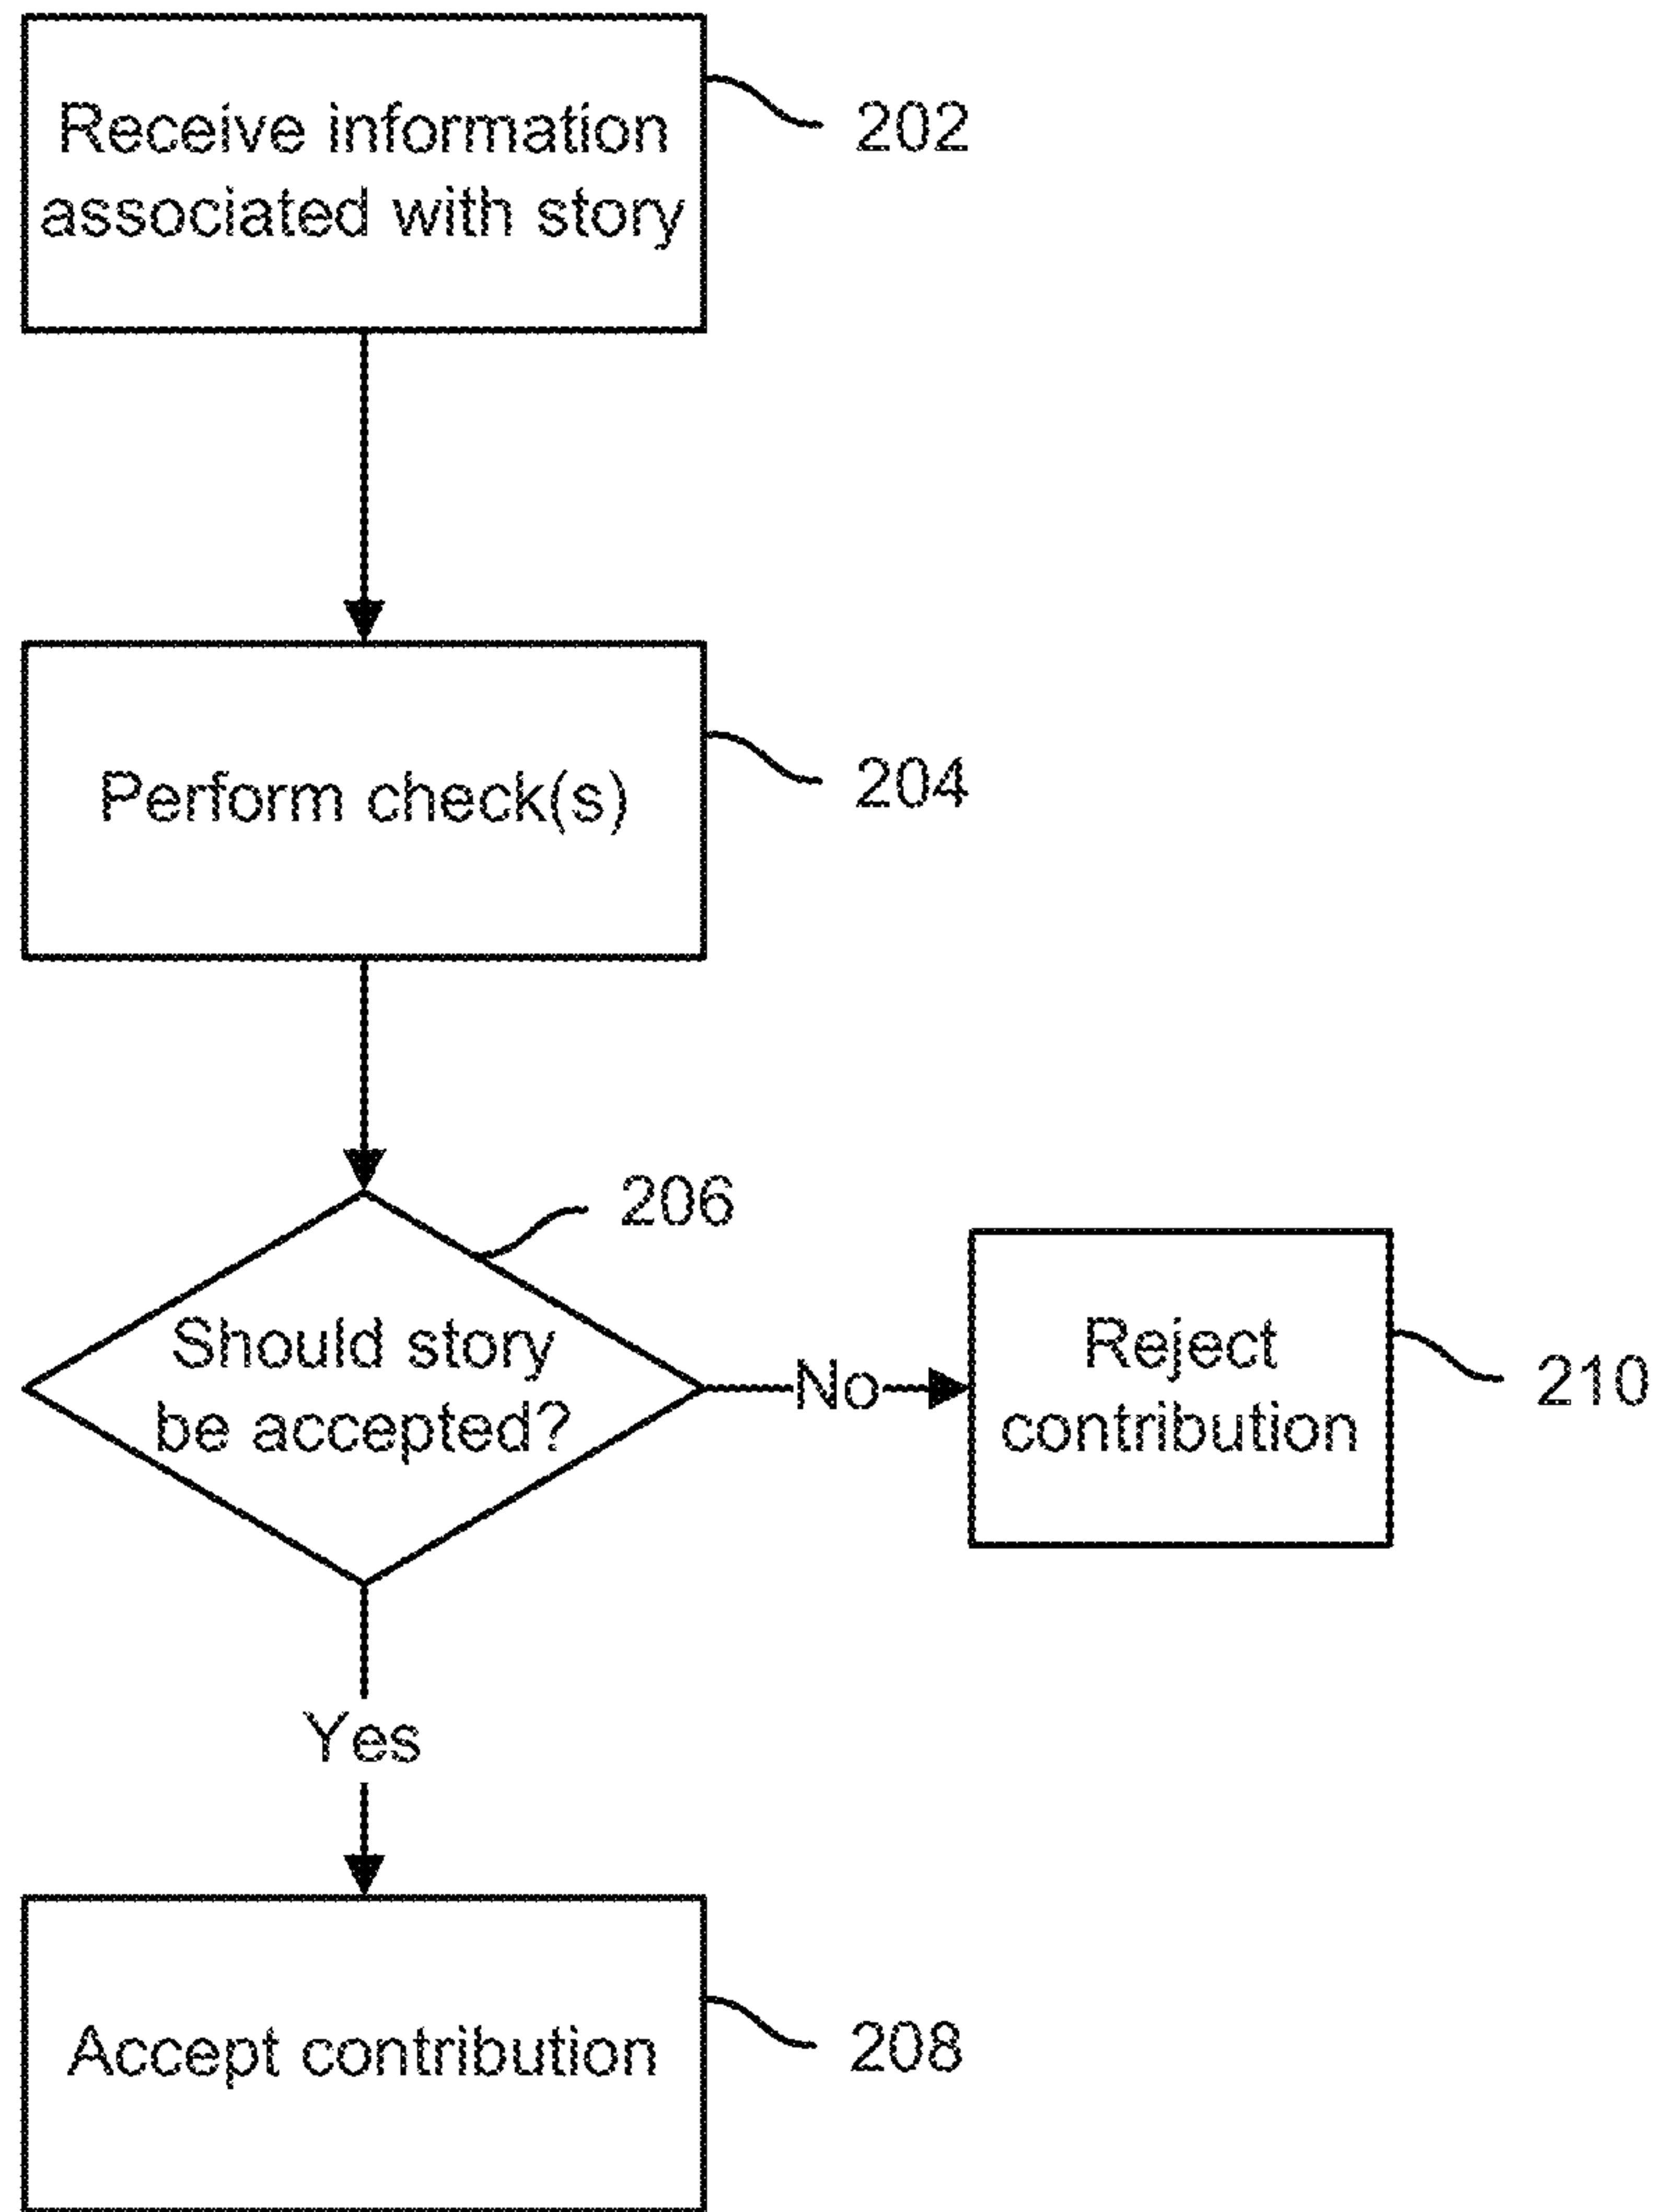 Receive information
associated with story
202
Perform check(s)
204
206
Should story
be accepted?
No
Reject
contribution
210
Yes
Accept contribution
208